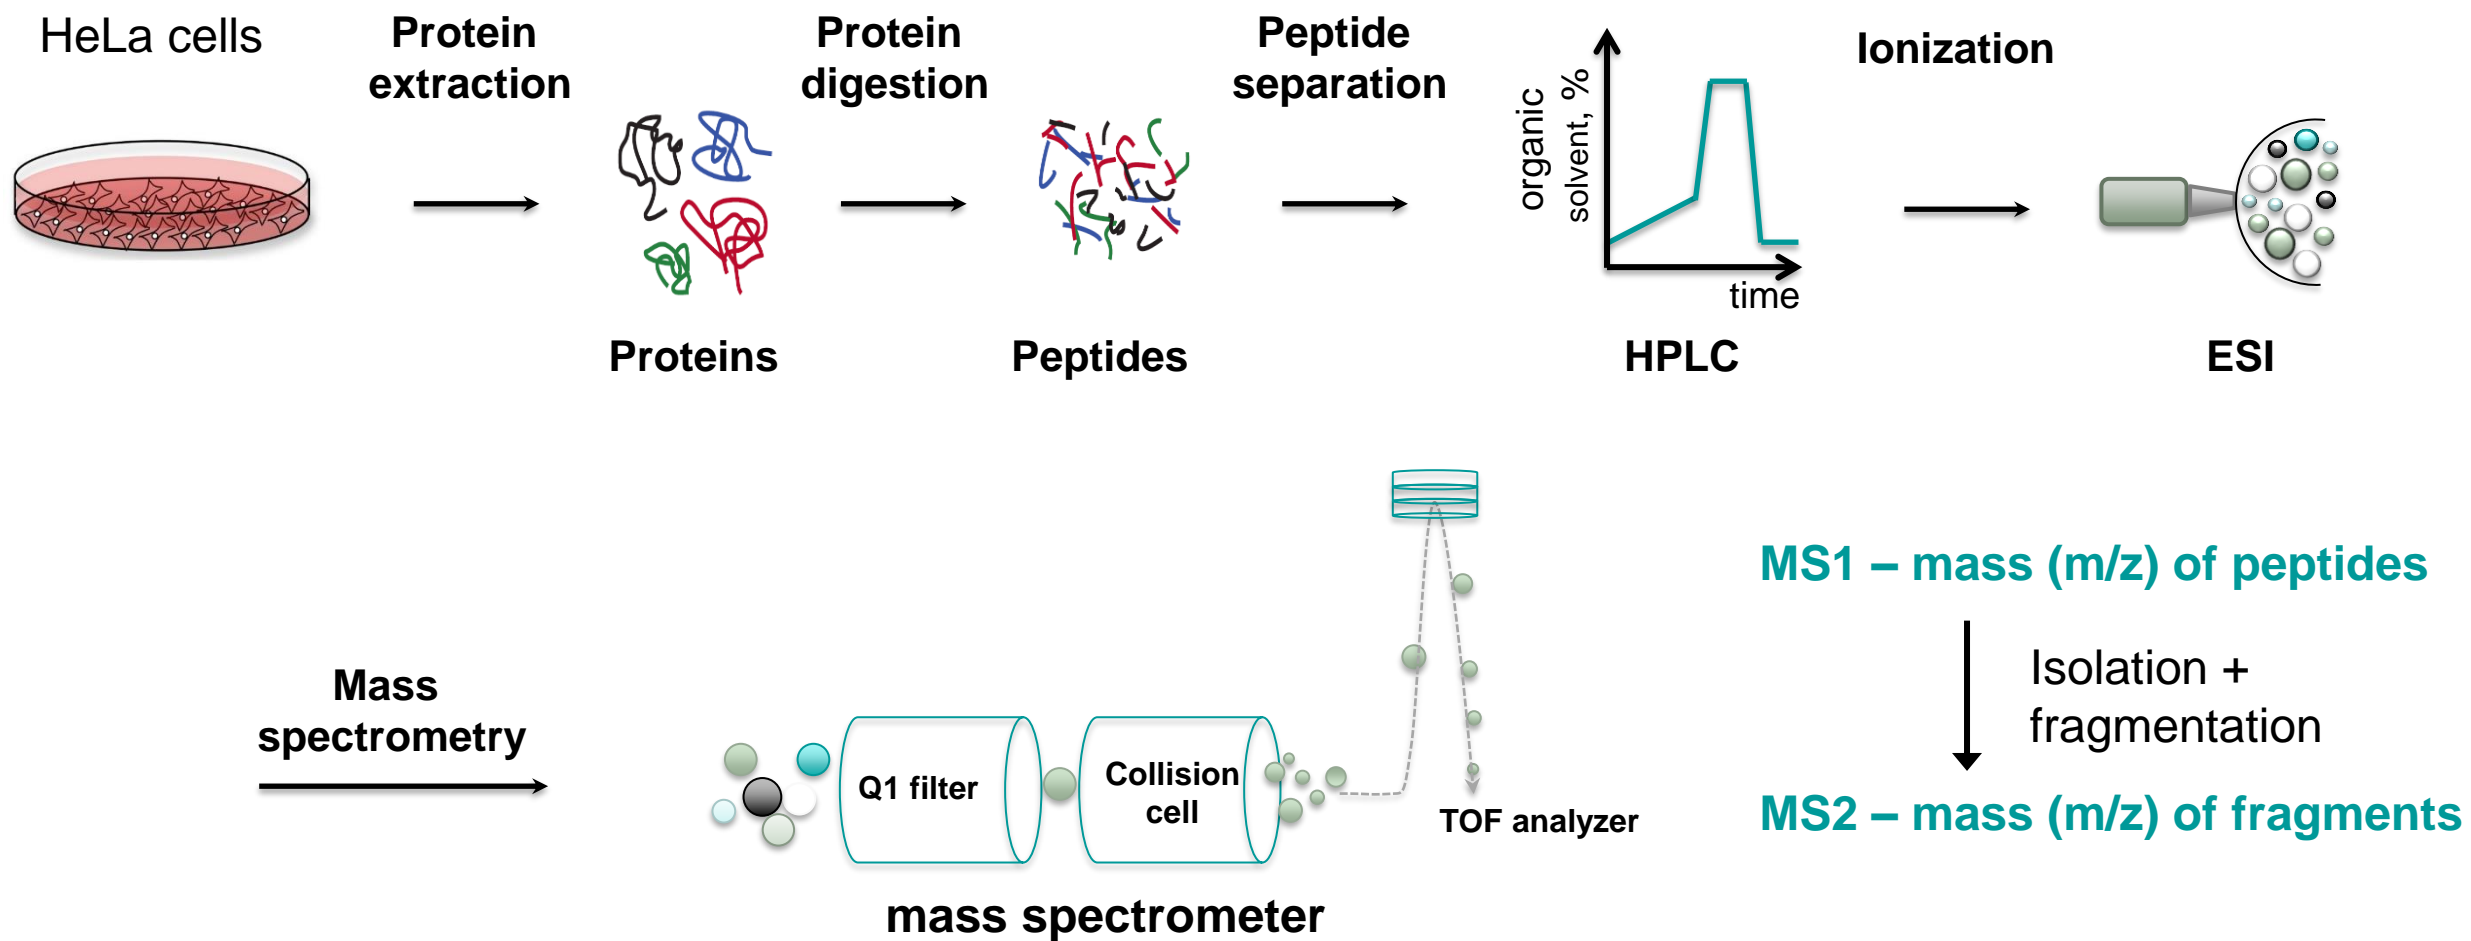 HeLa cells
Protein
extraction
Protein
digestion
Peptide
separation
organic
solvent, %
time
Ionization
Proteins
Peptides
HPLC
ESI
Mass
spectrometry
Q1 filter
Collision
cell
TOF analyzer
mass spectrometer
MS1 – mass (m/z) of peptides
Isolation +
fragmentation
MS2 – mass (m/z) of fragments